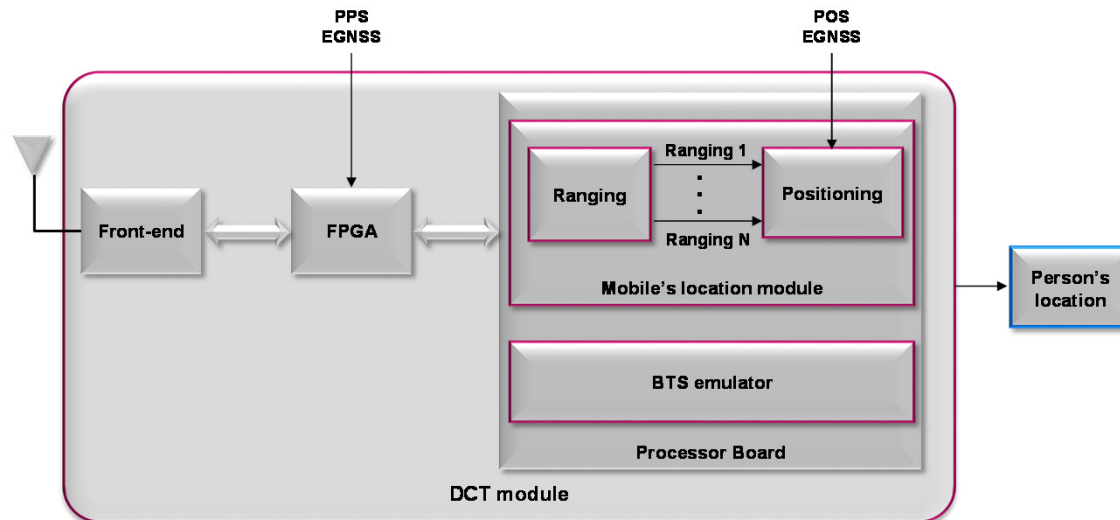 PPS
EGNSS
POS
EGNSS
Ranging 1
Ranging
Positioning
Front-end
FPGA
Ranging N
Mobile's location module
Person's
location
BTS emulator
Processor Board
DCT module